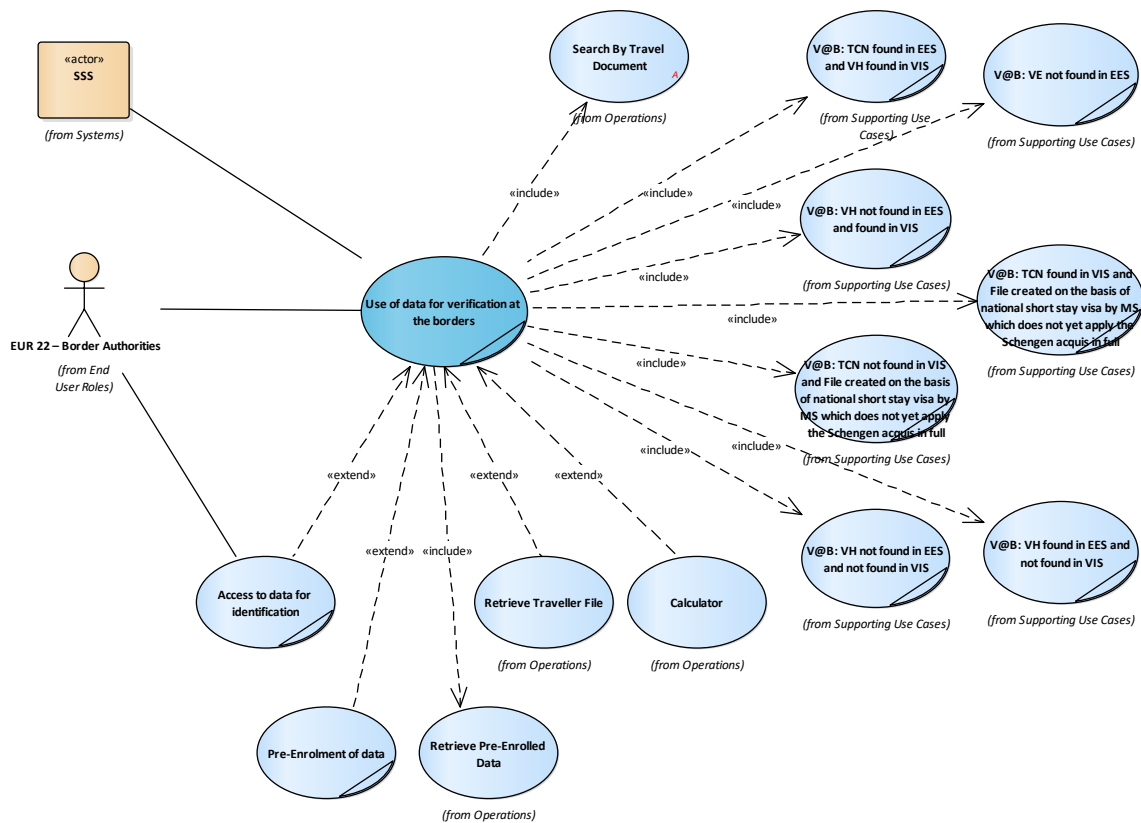 «actor»
SSS
(from Systems)
Search By Travel
Document
A
(from Operations)
V@B: TCN found in EES
and VH found in VIS
(from Supporting Use
Cases)
V@B: VE not found in EES
(from Supporting Use Cases)
«include»
«include»
«include»
V@B: VH not found in EES
and found in VIS
(from Supporting Use Cases)
«include»
EUR 22 – Border Authorities
(from End
User Roles)
Use of data for verification at
the borders
V@B: TCN found in VIS and
File created on the basis of
national short stay visa by MS
which does not yet apply the
Schengen acquis in full
(from Supporting Use Cases)
«include»
V@B: TCN not found in VIS
and File created on the basis
of national short stay visa by
MS which does not yet apply
the Schengen acquis in full
(from Supporting Use Cases)
«include»
«include»
«extend»
«extend»
«extend»
«extend»
«include»
V@B: VH not found in EES
and not found in VIS
(from Supporting Use Cases)
V@B: VH found in EES and
not found in VIS
(from Supporting Use Cases)
Access to data for
identification
Retrieve Traveller File
(from Operations)
Calculator
(from Operations)
Pre-Enrolment of data
Retrieve Pre-Enrolled
Data
(from Operations)